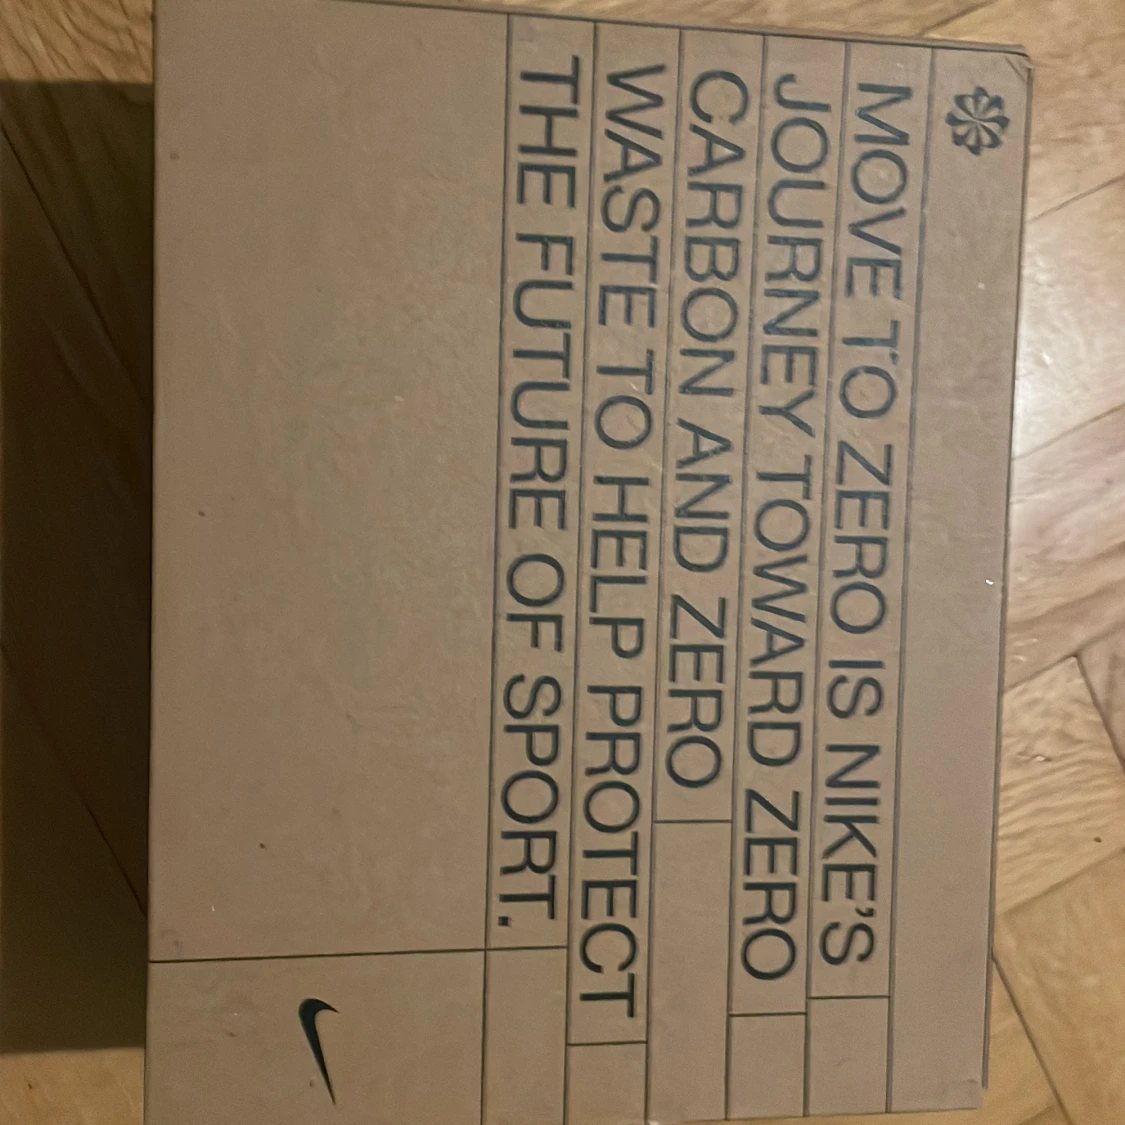 MOVE TO ZERO IS NIKE'S
JOURNEY TOWARD ZERO
CARBON AND ZERO
WASTE TO HELP PROTECT
THE FUTURE OF SPORT.